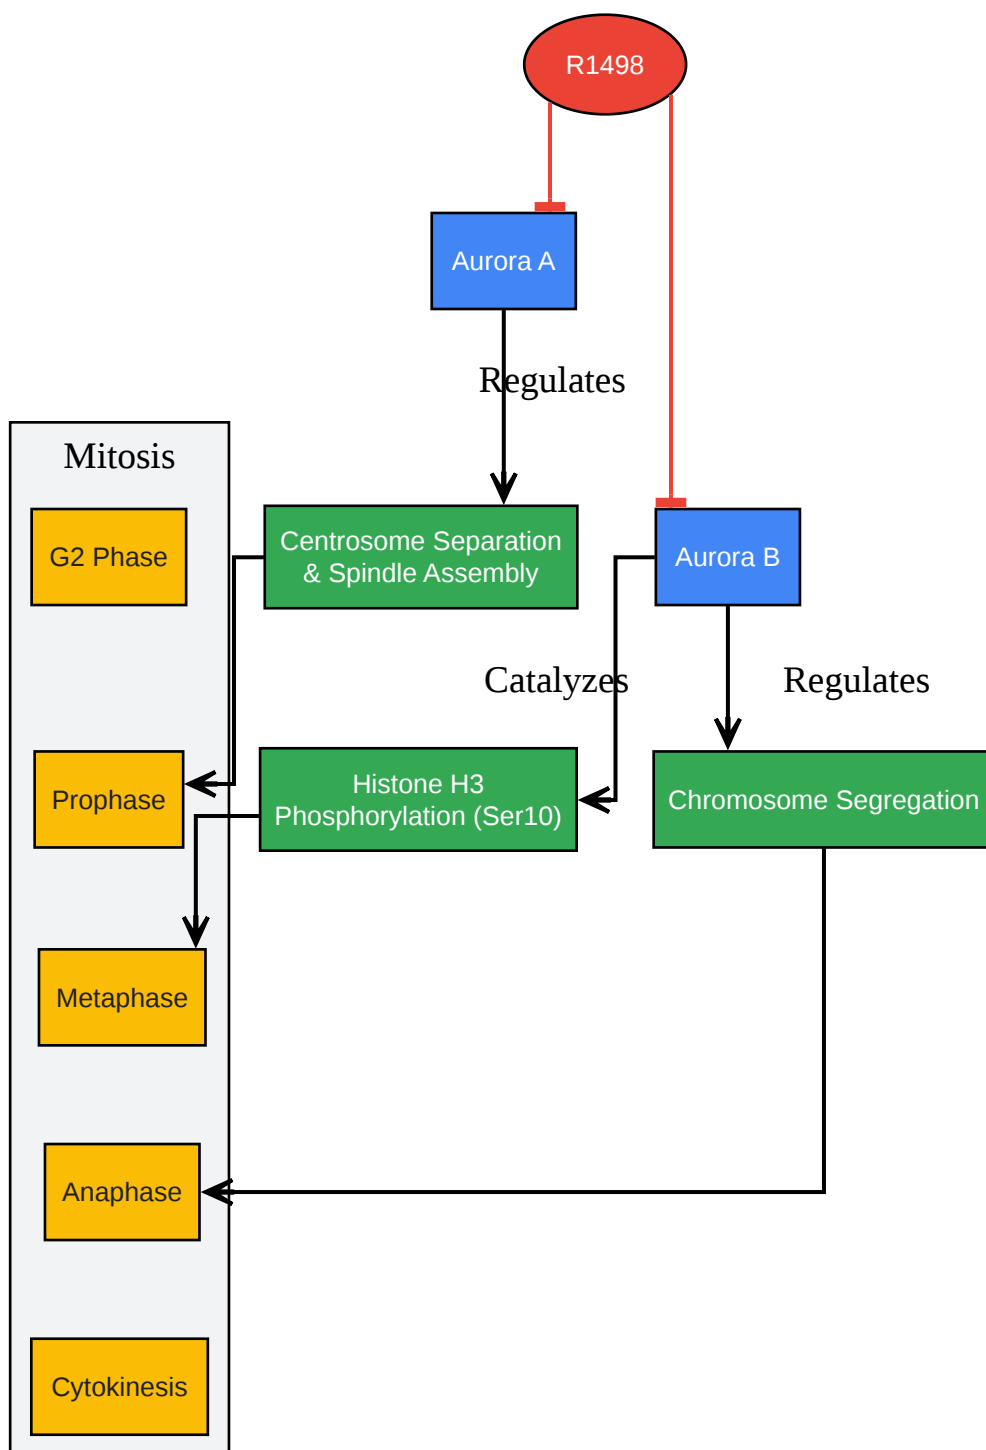 R1498
Aurora A
Regulates
Mitosis
G2 Phase
Centrosome Separation
& Spindle Assembly
Aurora B
Catalyzes
Regulates
Prophase
Histone H3
Phosphorylation (Ser10)
Chromosome Segregation
Metaphase
Anaphase
Cytokinesis